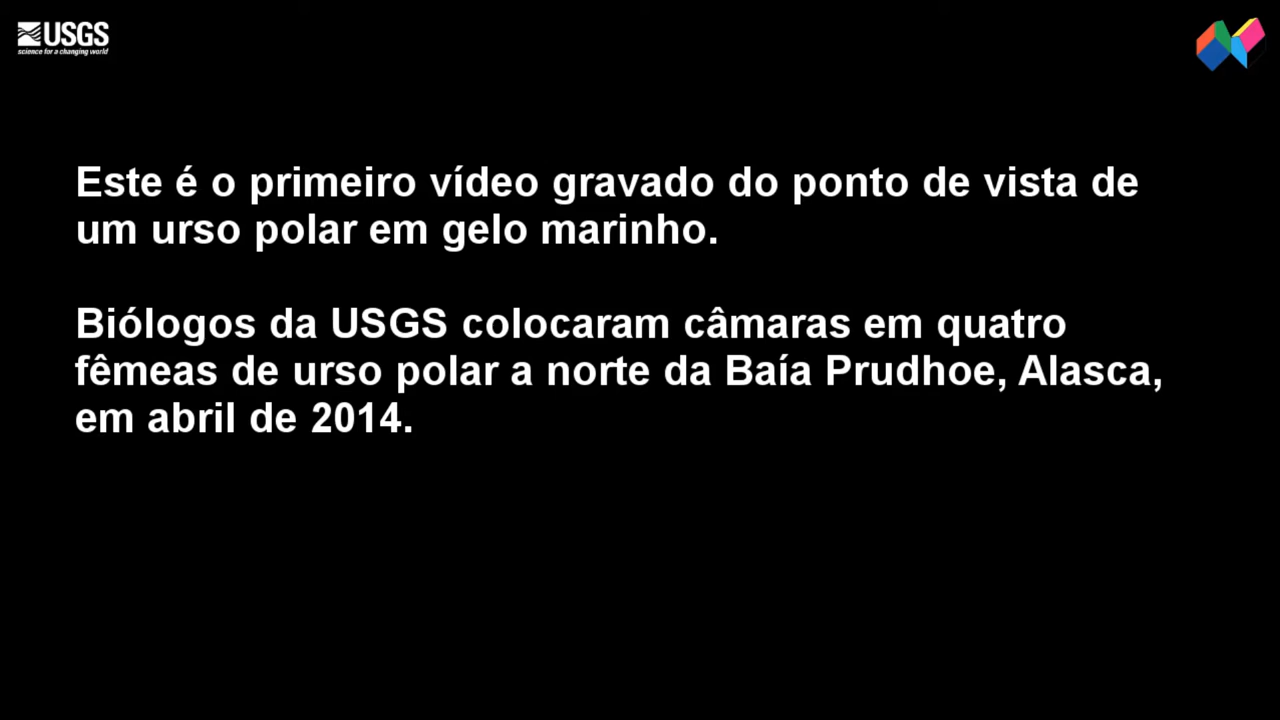 USGS
science for a changing world
Este é o primeiro vídeo gravado do ponto de vista de
um urso polar em gelo marinho.
Biólogos da USGS colocaram câmaras em quatro
fêmeas de urso polar a norte da Baía Prudhoe, Alasca,
em abril de 2014.